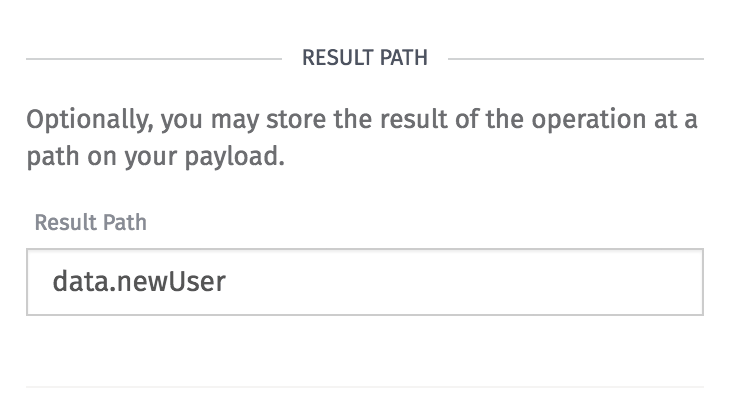 RESULT PATH
Optionally, you may store the result of the operation at a
path on your payload.
Result Path
data.newUser